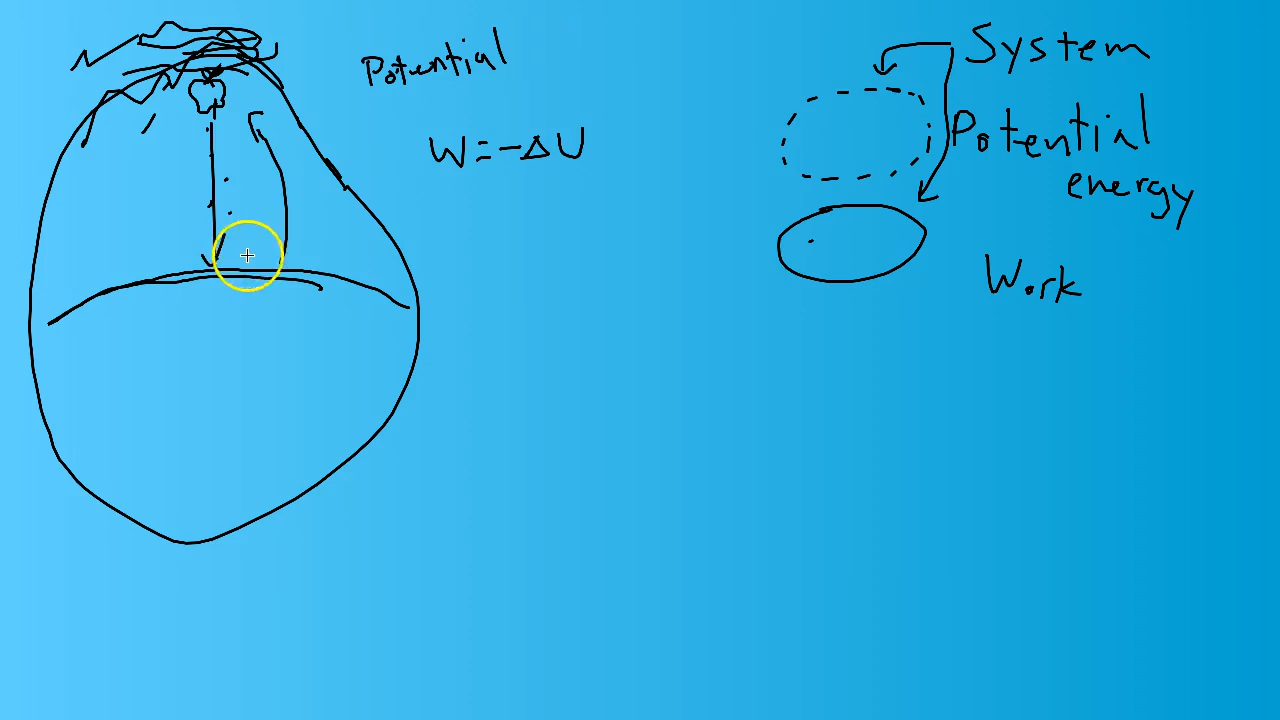 Potential
W = -ΔU
System
Potential
energy
Work